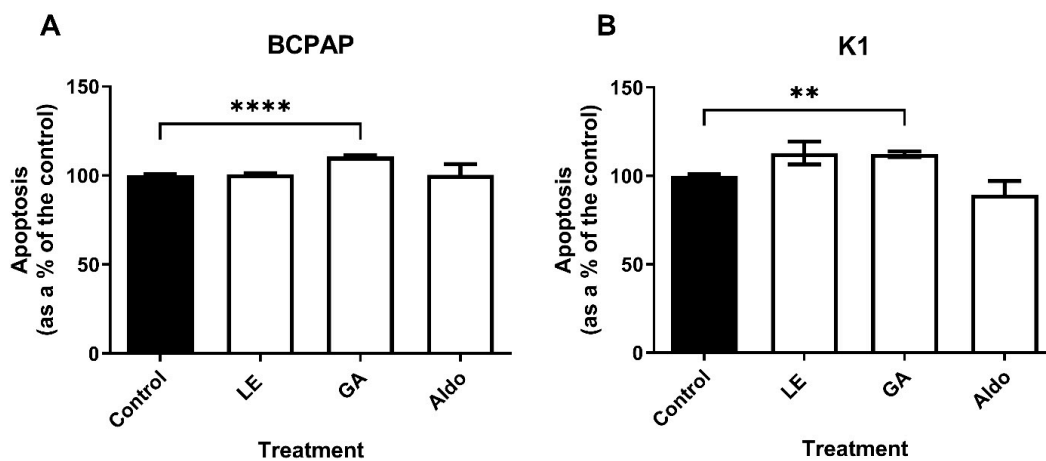 A
BCPAP
Apoptosis
(as a % of the control)
150
100
50
0
****
Control
LE
GA
Aldo
Treatment
B
K1
Apoptosis
(as a % of the control)
150
100
50
0
**
Control
LE
GA
Aldo
Treatment